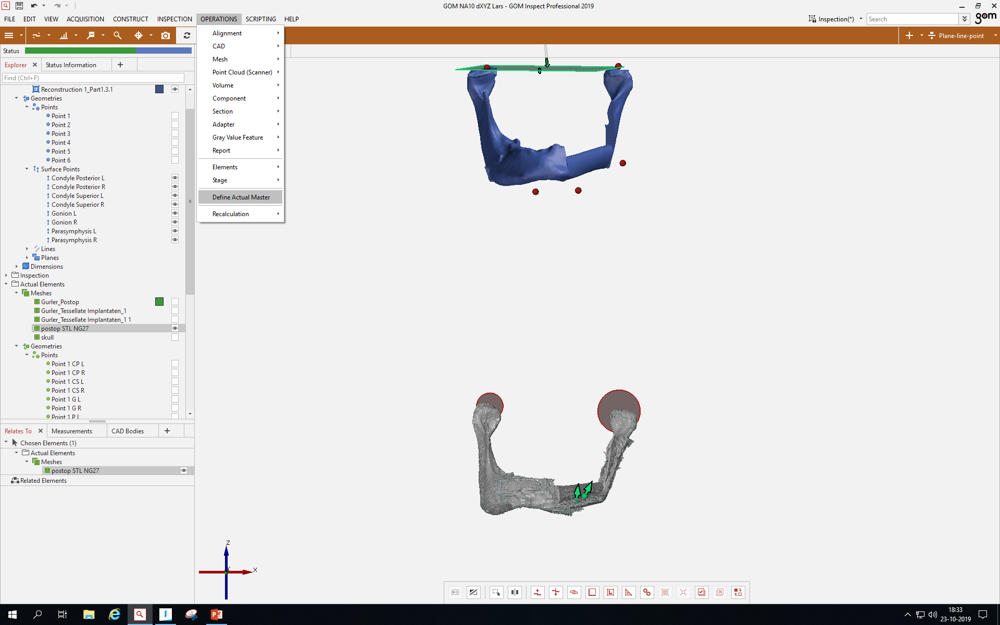 GOM NA10 dXYZ Lars - GOM Inspect Professional 2019
FILE EDIT VIEW ACQUISITION CONSTRUCT INSPECTION OPERATIONS SCRIPTING HELP
Inspection(*) Search gom
Plane-line-point
Status
Explorer Status Information
Find (Ctrl+F)
Reconstruction 1_Part1.3.1
Geometries
Points
Point 1
Point 2
Point 3
Point 4
Point 5
Point 6
Surface Points
Condyle Posterior L
Condyle Posterior R
Condyle Superior L
Condyle Superior R
Gonion L
Gonion R
Parasymphysis L
Parasymphysis R
Lines
Planes
Dimensions
Inspection
Actual Elements
Meshes
Gurler_Postop
Gurler_Tessellate Implantaten_1
Gurler_Tessellate Implantaten_1 1
postop STL NG27
skull
Geometries
Points
Point 1 CP L
Point 1 CP R
Point 1 CS L
Point 1 CS R
Point 1 G L
Point 1 G R
Point 1 P L
Relates To Measurements CAD Bodies
Chosen Elements (1)
Actual Elements
Meshes
postop STL NG27
Related Elements
Alignment
CAD
Mesh
Point Cloud (Scanner)
Volume
Component
Section
Adapter
Gray Value Feature
Report
Elements
Stage
Define Actual Master
Recalculation
Z
X
18:33
23-10-2019